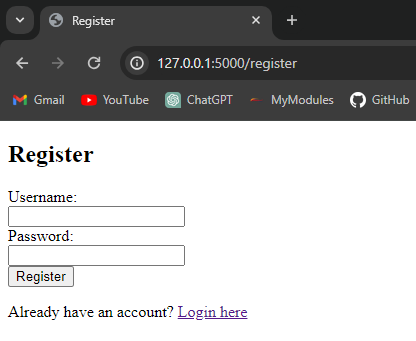 Register
127.0.0.1:5000/register
Gmail YouTube ChatGPT MyModules GitHub
Register
Username:
Password:
Register
Already have an account? Login here